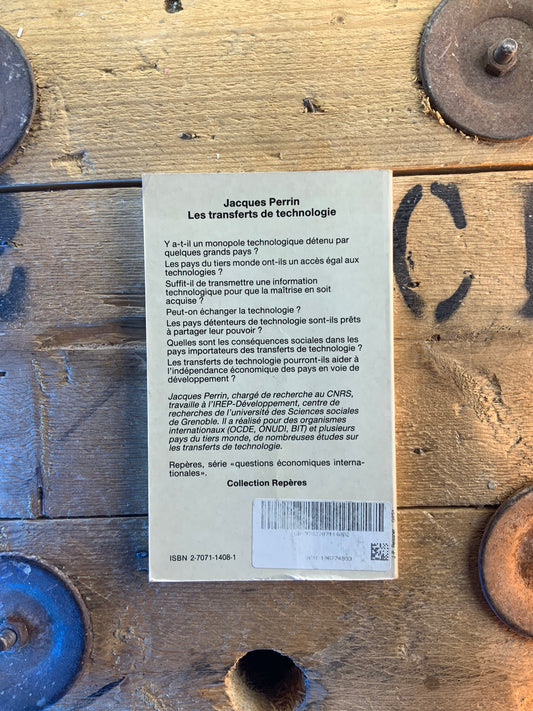 Jacques Perrin
Les transferts de technologie
Y a-t-il un monopole technologique détenu par
quelques grands pays ?
Les pays du tiers monde ont-ils un accès égal aux
technologies ?
Suffit-il de transmettre une information
technologique pour que la maîtrise en soit
acquise ?
Peut-on échanger la technologie ?
Les pays détenteurs de technologie sont-ils prêts
à partager leur pouvoir ?
Quelles sont les conséquences sociales dans les
pays importateurs des transferts de technologie ?
Les transferts de technologie pourront-ils aider à
l'indépendance économique des pays en voie de
développement ?
Jacques Perrin, chargé de recherche au CNRS,
travaille à l'IREP-Développement, centre de
recherches de l'université des Sciences sociales
de Grenoble. Il a réalisé pour des organismes
internationaux (OCDE, ONUDI, BIT) et plusieurs
pays du tiers monde, de nombreuses études sur
les transferts de technologie.
Repères, série «questions économiques interna-
tionales».
Collection Repères
ISBN 2-7071-1408-1
C